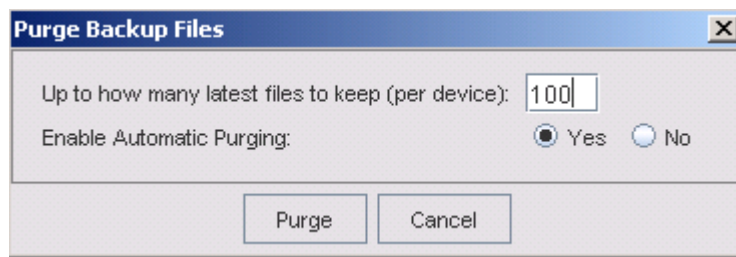 Purge Backup Files
Up to how many latest files to keep (per device): 100
Enable Automatic Purging: Yes No
Purge Cancel